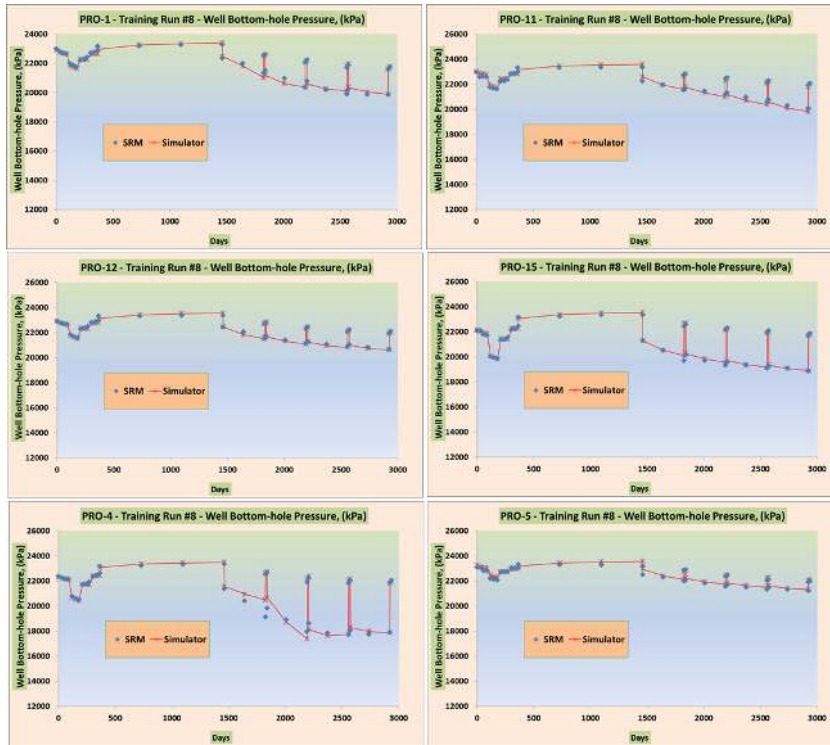 PRO-1 - Training Run #8 - Well Bottom-hole Pressure, (kPa)
Well Bottom-hole Pressure, (kPa)
24000
22000
20000
18000
16000
14000
12000
SRM Simulator
0 500 1000 1500 2000 2500 3000
Days
PRO-11 - Training Run #8 - Well Bottom-hole Pressure, (kPa)
Well Bottom-hole Pressure, (kPa)
26000
24000
22000
20000
18000
16000
14000
12000
SRM Simulator
0 500 1000 1500 2000 2500 3000
Days
PRO-12 - Training Run #8 - Well Bottom-hole Pressure, (kPa)
Well Bottom-hole Pressure, (kPa)
26000
24000
22000
20000
18000
16000
14000
12000
SRM Simulator
0 500 1000 1500 2000 2500 3000
Days
PRO-15 - Training Run #8 - Well Bottom-hole Pressure, (kPa)
Well Bottom-hole Pressure, (kPa)
26000
24000
22000
20000
18000
16000
14000
12000
SRM Simulator
0 500 1000 1500 2000 2500 3000
Days
PRO-4 - Training Run #8 - Well Bottom-hole Pressure, (kPa)
Well Bottom-hole Pressure, (kPa)
26000
24000
22000
20000
18000
16000
14000
12000
SRM Simulator
0 500 1000 1500 2000 2500 3000
Days
PRO-5 - Training Run #8 - Well Bottom-hole Pressure, (kPa)
Well Bottom-hole Pressure, (kPa)
26000
24000
22000
20000
18000
16000
14000
12000
SRM Simulator
0 500 1000 1500 2000 2500 3000
Days